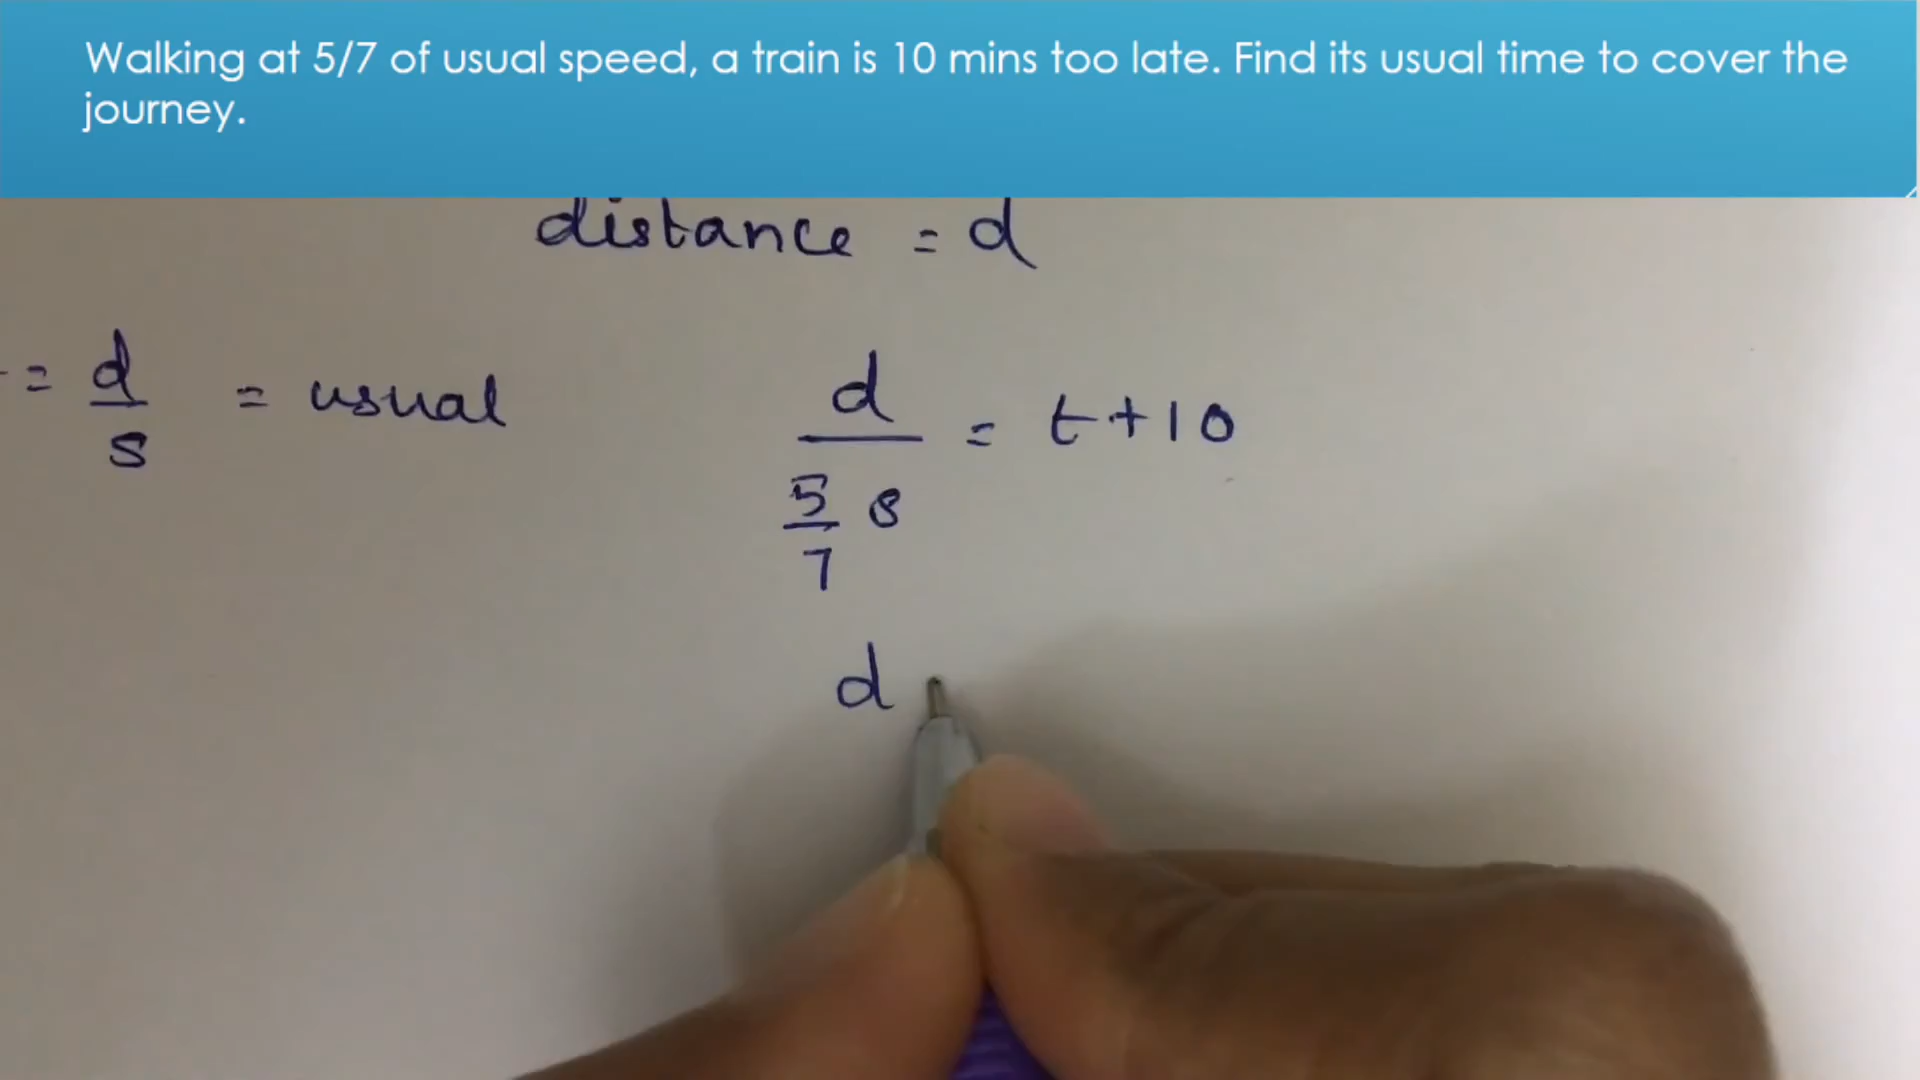 Walking at 5/7 of usual speed, a train is 10 mins too late. Find its usual time to cover the
journey.
distance = d
= d/s = usual
d / (5/7 s) = t + 10
d